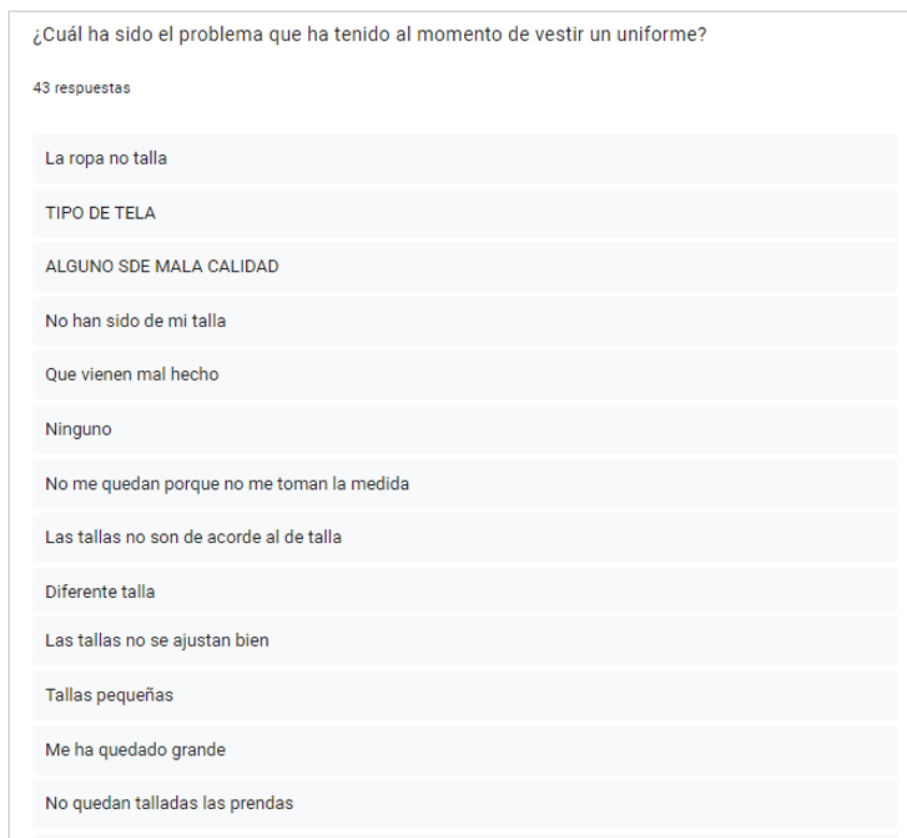 ¿Cuál ha sido el problema que ha tenido al momento de vestir un uniforme?
43 respuestas
La ropa no talla
TIPO DE TELA
ALGUNO SDE MALA CALIDAD
No han sido de mi talla
Que vienen mal hecho
Ninguno
No me quedan porque no me toman la medida
Las tallas no son de acorde al de talla
Diferente talla
Las tallas no se ajustan bien
Tallas pequeñas
Me ha quedado grande
No quedan talladas las prendas